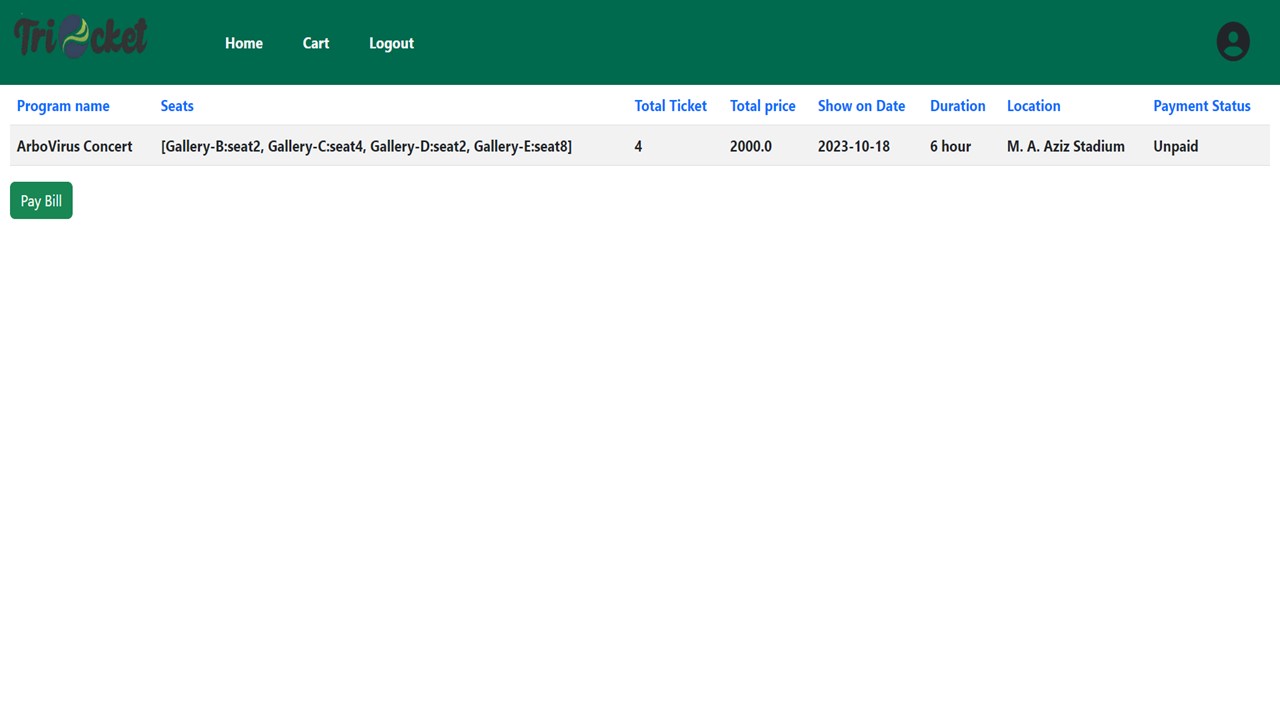 Tricket
Home Cart Logout
Program name Seats Total Ticket Total price Show on Date Duration Location Payment Status
ArboVirus Concert [Gallery-B:seat2, Gallery-C:seat4, Gallery-D:seat2, Gallery-E:seat8] 4 2000.0 2023-10-18 6 hour M. A. Aziz Stadium Unpaid
Pay Bill